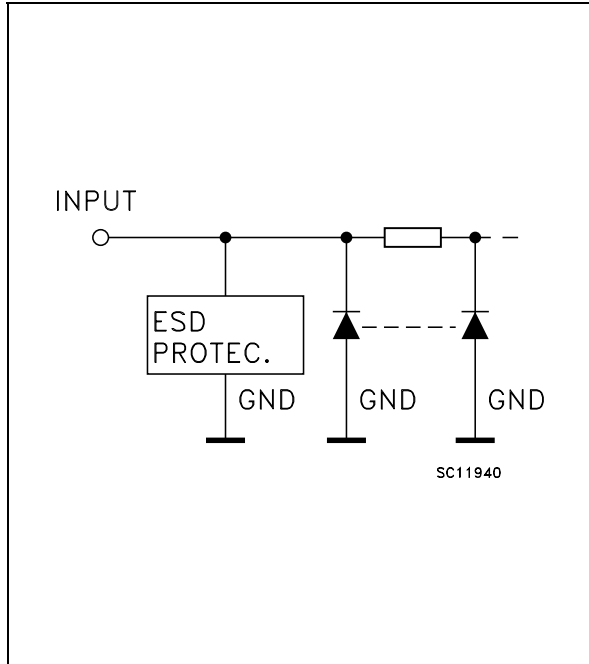 INPUT
ESD
PROTEC.
GND
GND
GND
SC11940